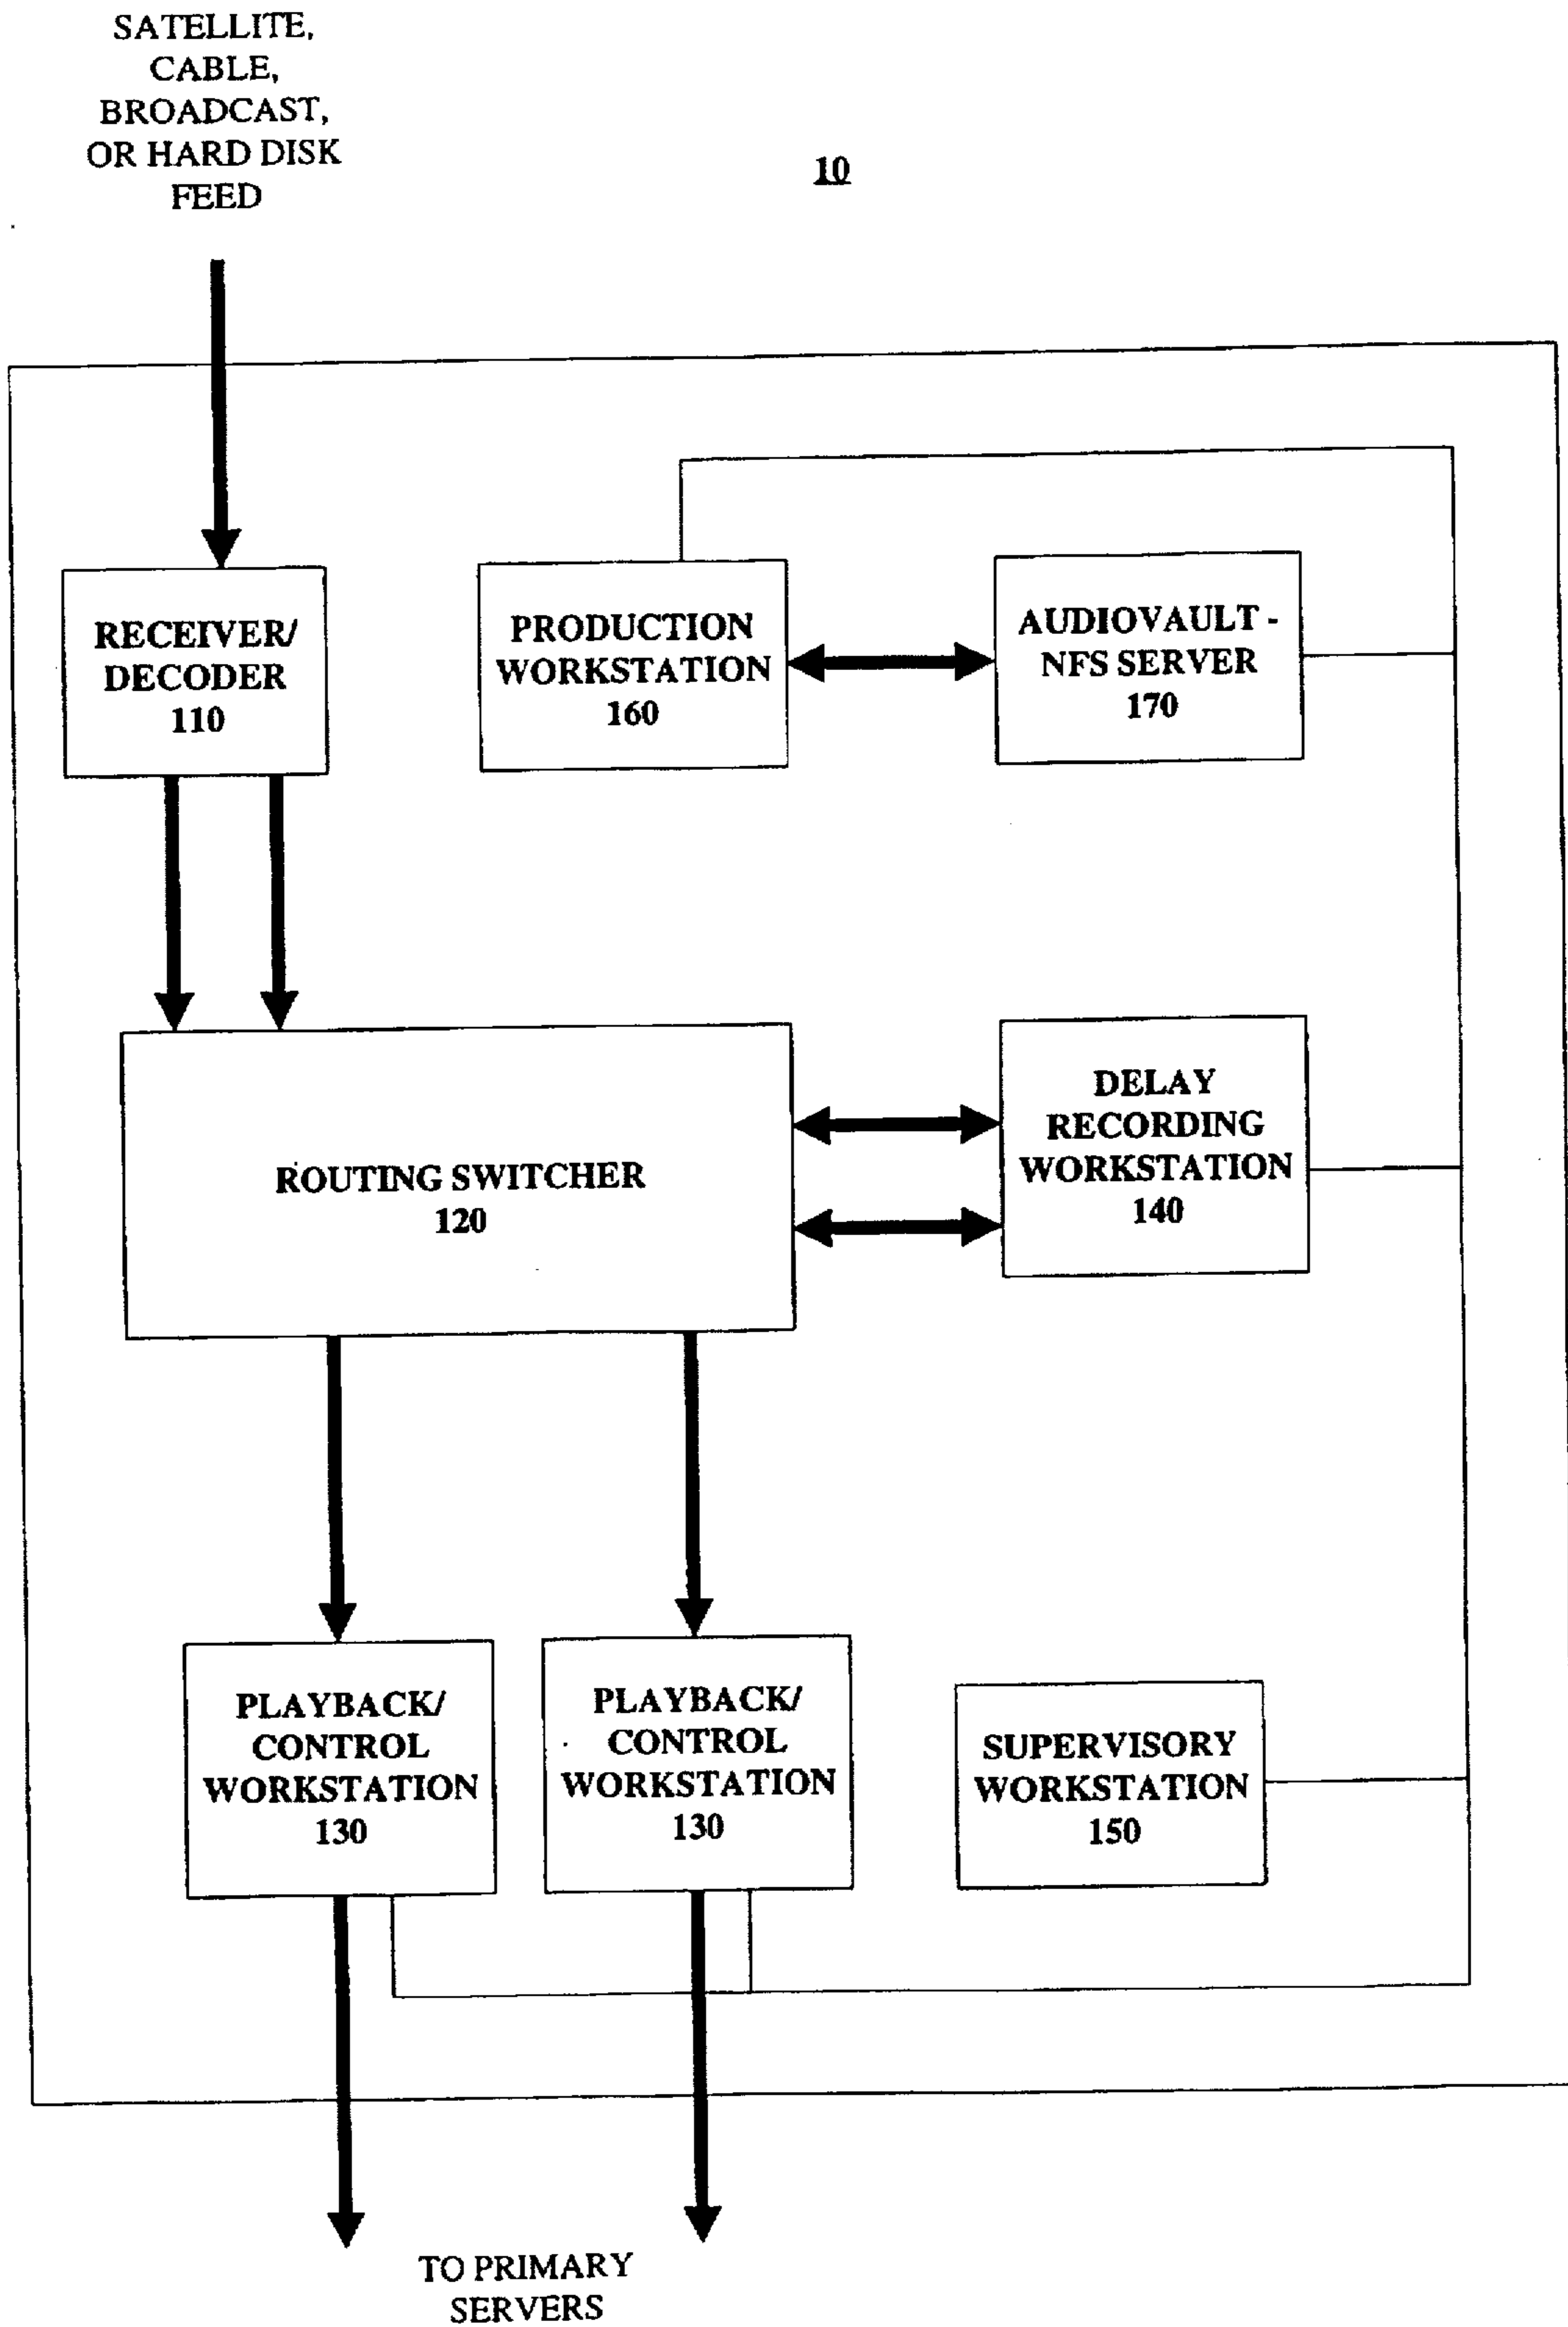 SATELLITE,
CABLE,
BROADCAST,
OR HARD DISK
FEED
10
RECEIVER/
DECODER
110
PRODUCTION
WORKSTATION
160
AUDIOVAULT -
NFS SERVER
170
ROUTING SWITCHER
120
DELAY
RECORDING
WORKSTATION
140
PLAYBACK/
CONTROL
WORKSTATION
130
PLAYBACK/
CONTROL
WORKSTATION
130
SUPERVISORY
WORKSTATION
150
TO PRIMARY
SERVERS